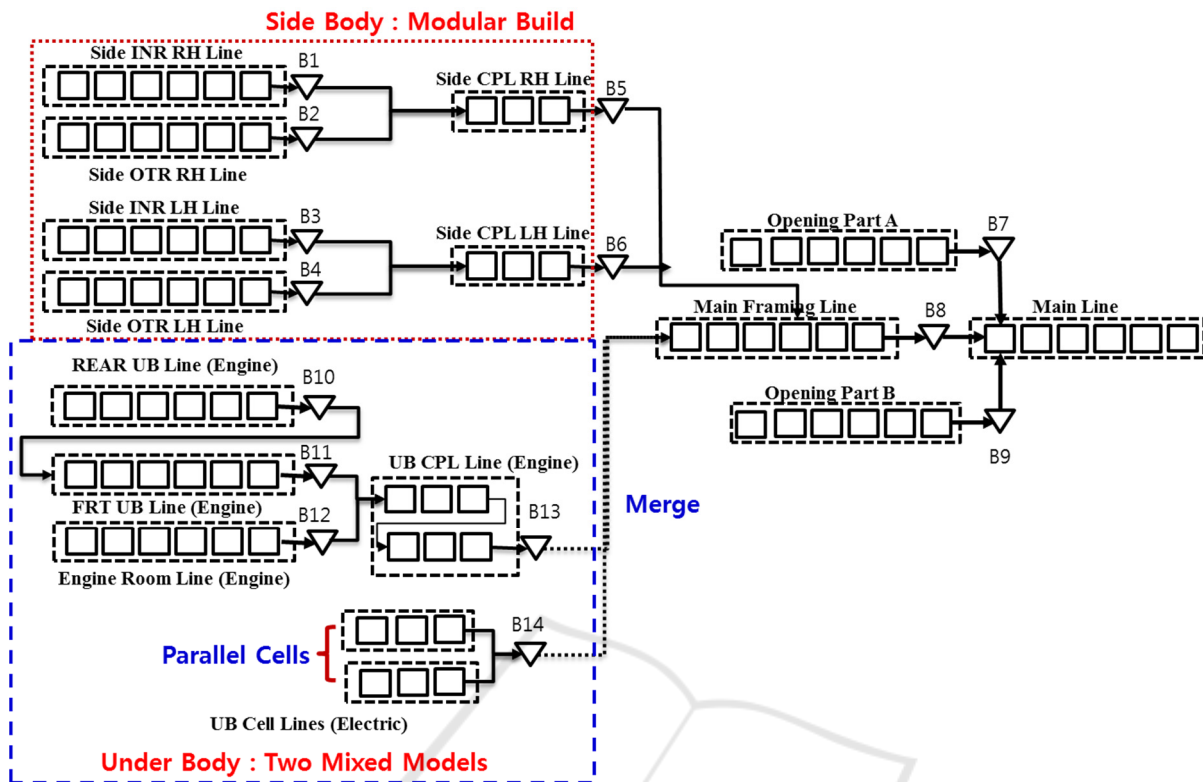 Side Body : Modular Build
Side INR RH Line
B1
Side CPL RH Line
B5
B2
Side OTR RH Line
Side INR LH Line
B3
Side CPL LH Line
B6
B4
Side OTR LH Line
Opening Part A
B7
Main Framing Line
B8
Main Line
Opening Part B
B9
REAR UB Line (Engine)
B10
B11
UB CPL Line (Engine)
FRT UB Line (Engine)
B12
B13
Merge
Engine Room Line (Engine)
B14
Parallel Cells
UB Cell Lines (Electric)
Under Body : Two Mixed Models